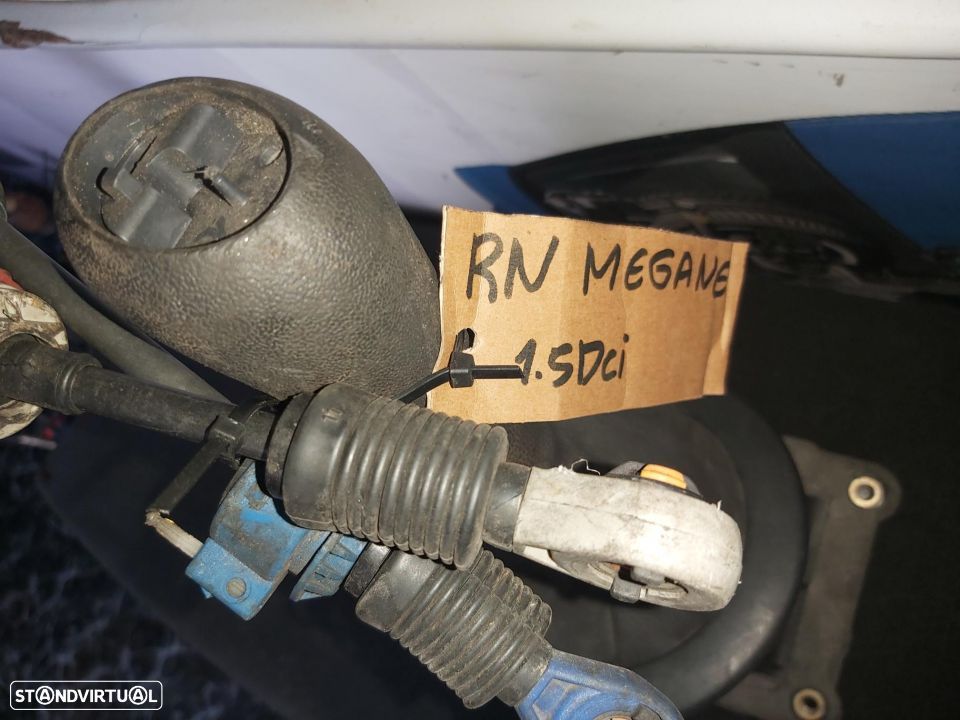 RN MEGANE
1.5Dci
STANDVIRTUAL